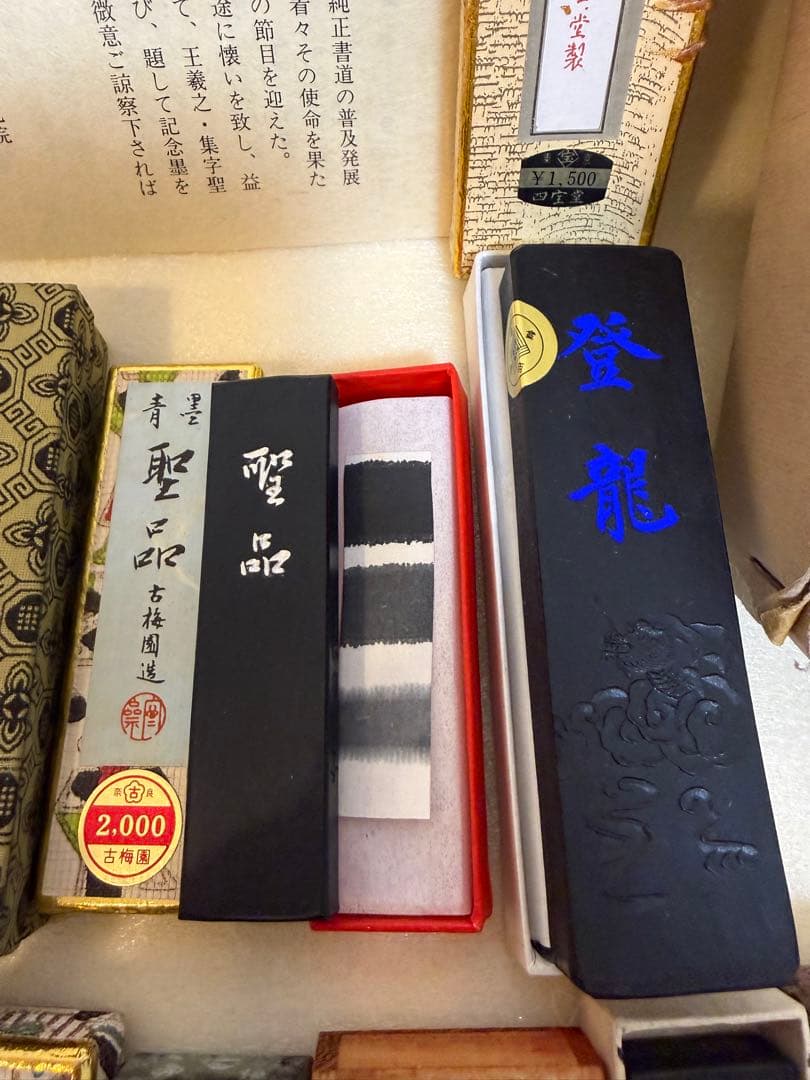 純正書道の普及発展
着々その使命を果た
の節目を迎えた。
途に懐いを致し、益
て、王羲之・集字聖
び、題して記念墨を
微意ご諒察下されば
堂製
¥1,500
四宝堂
青墨
聖品
古梅園造
奈古良
2,000
古梅園
聖品
登龍